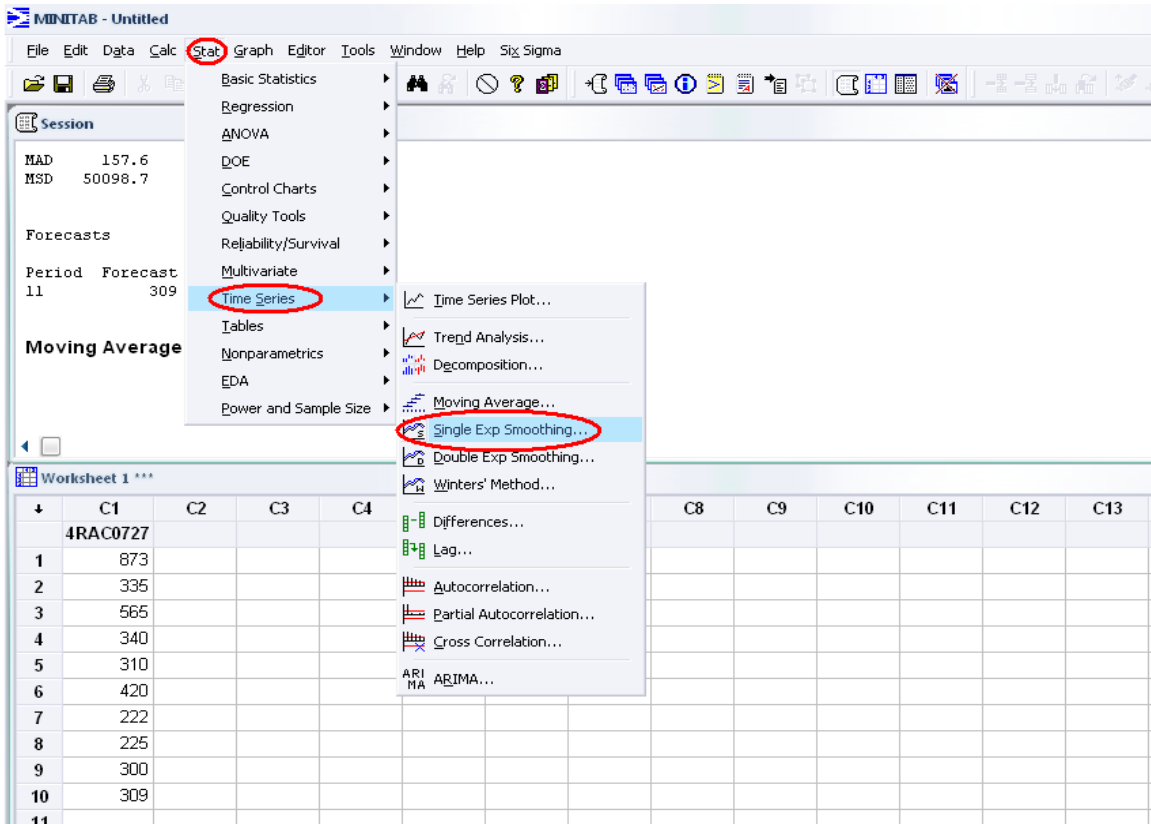 MINITAB - Untitled
File Edit Data Calc Stat Graph Editor Tools Window Help Six Sigma
Session
MAD 157.6
MSD 50098.7
Forecasts
Period Forecast
11 309
Moving Average
Basic Statistics
Regression
ANOVA
DOE
Control Charts
Quality Tools
Reliability/Survival
Multivariate
Time Series
Tables
Nonparametrics
EDA
Power and Sample Size
Time Series Plot...
Trend Analysis...
Decomposition...
Moving Average...
Single Exp Smoothing...
Double Exp Smoothing...
Winters' Method...
Differences...
Lag...
Autocorrelation...
Partial Autocorrelation...
Cross Correlation...
ARI
MA ARIMA...
Worksheet 1 ***
C1 C2 C3 C4 C8 C9 C10 C11 C12 C13
4RAC0727
1 873
2 335
3 565
4 340
5 310
6 420
7 222
8 225
9 300
10 309
11